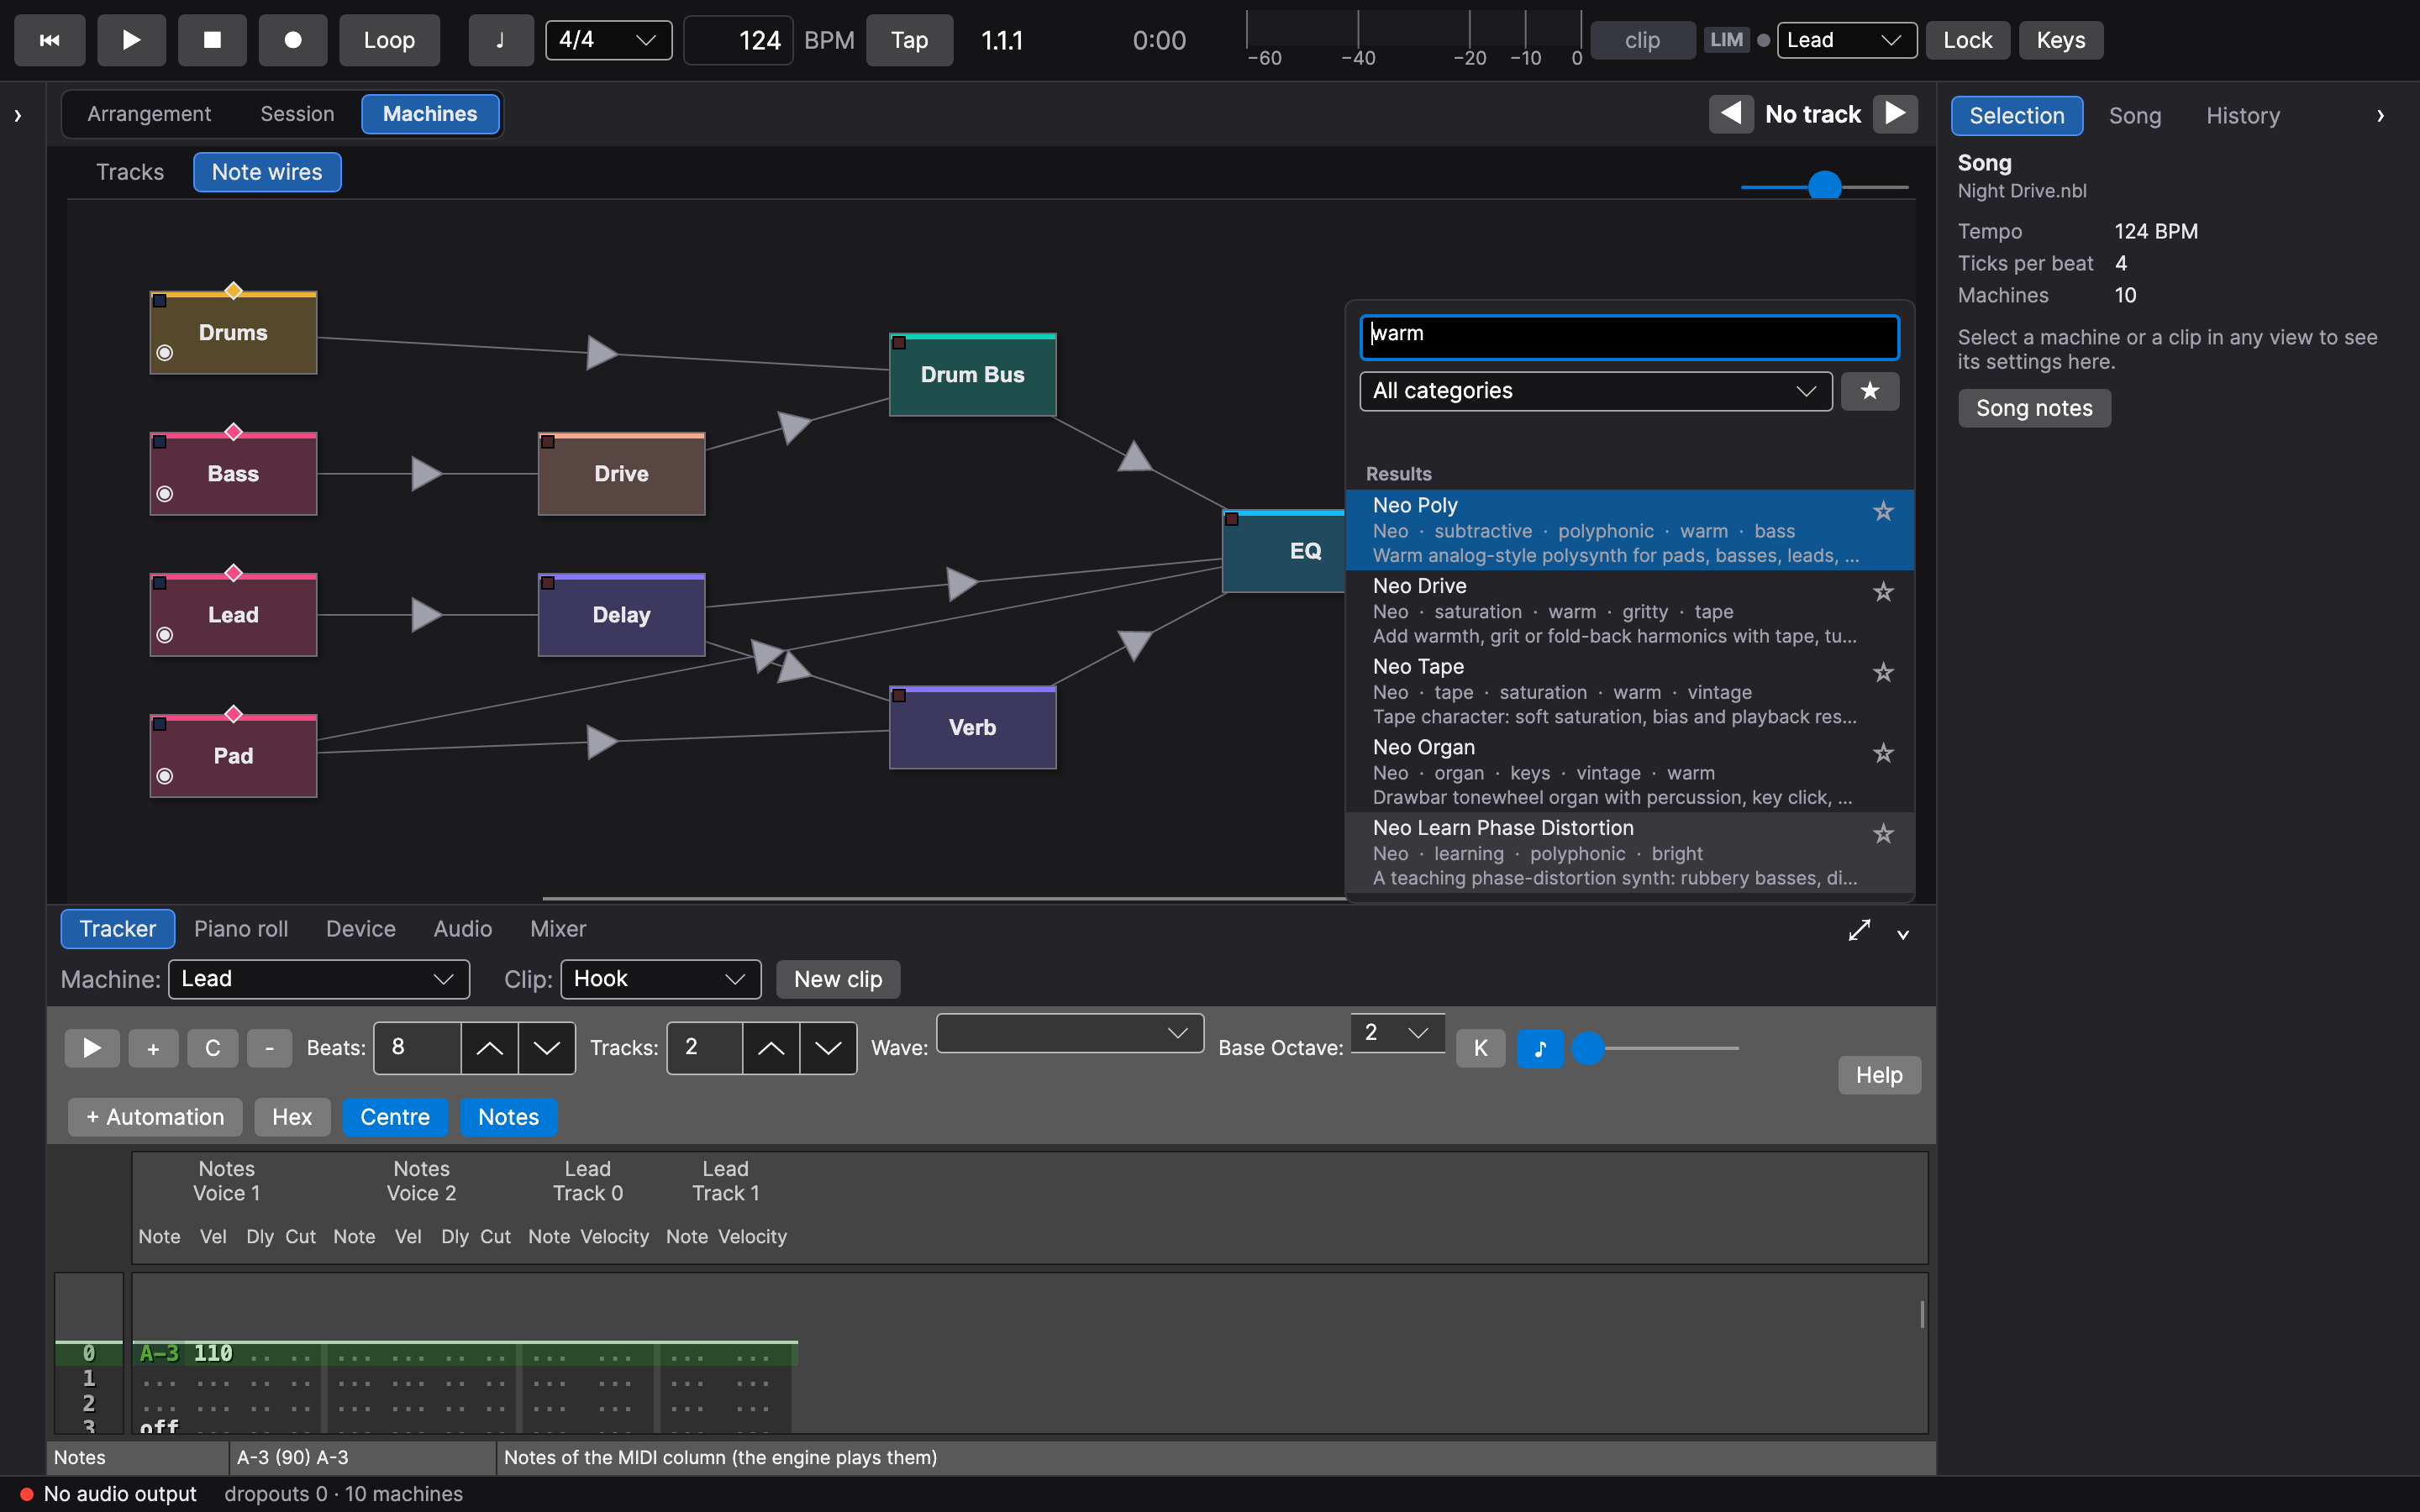 Loop
4/4
124 BPM
Tap
1.1.1
0:00
-60 -40 -20 -10 0
clip
LIM
Lead
Lock
Keys
Arrangement Session Machines
No track
Tracks Note wires
Drums
Bass
Lead
Pad
Drive
Delay
Drum Bus
Verb
EQ
warm
All categories
Results
Neo Poly
Neo · subtractive · polyphonic · warm · bass
Warm analog-style polysynth for pads, basses, leads, ...
Neo Drive
Neo · saturation · warm · gritty · tape
Add warmth, grit or fold-back harmonics with tape, tu...
Neo Tape
Neo · tape · saturation · warm · vintage
Tape character: soft saturation, bias and playback res...
Neo Organ
Neo · organ · keys · vintage · warm
Drawbar tonewheel organ with percussion, key click, ...
Neo Learn Phase Distortion
Neo · learning · polyphonic · bright
A teaching phase-distortion synth: rubbery basses, di...
Selection Song History
Song
Night Drive.nbl
Tempo 124 BPM
Ticks per beat 4
Machines 10
Select a machine or a clip in any view to see
its settings here.
Song notes
Tracker Piano roll Device Audio Mixer
Machine: Lead Clip: Hook New clip
+ C - Beats: 8 Tracks: 2 Wave: Base Octave: 2 K
Help
+ Automation Hex Centre Notes
Notes Notes Lead Lead
Voice 1 Voice 2 Track 0 Track 1
Note Vel Dly Cut Note Vel Dly Cut Note Velocity Note Velocity
0 A-3 110 .. .. ... ... .. .. ... ... ... ...
1 ... ... .. .. ... ... .. .. ... ... ... ...
2 ... ... .. .. ... ... .. .. ... ... ... ...
3 off
Notes A-3 (90) A-3 Notes of the MIDI column (the engine plays them)
No audio output dropouts 0 · 10 machines